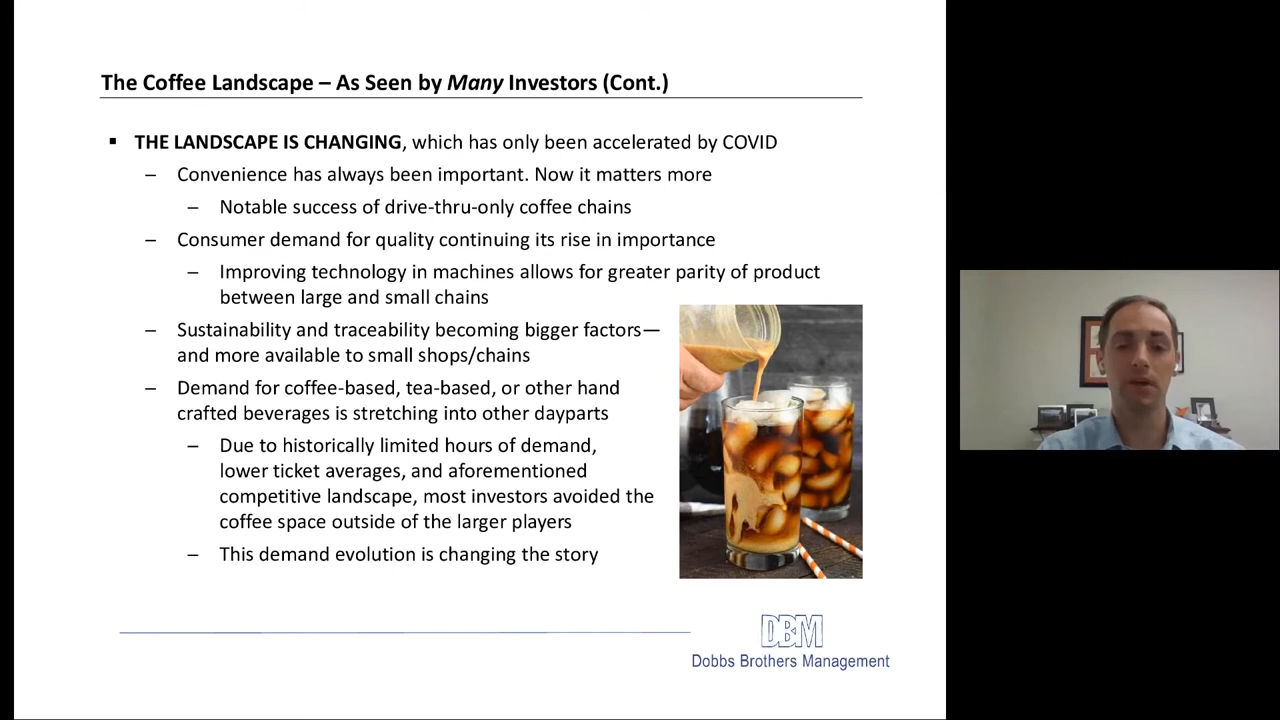 The Coffee Landscape – As Seen by Many Investors (Cont.)
▪ THE LANDSCAPE IS CHANGING, which has only been accelerated by COVID
– Convenience has always been important. Now it matters more
– Notable success of drive-thru-only coffee chains
– Consumer demand for quality continuing its rise in importance
– Improving technology in machines allows for greater parity of product
between large and small chains
– Sustainability and traceability becoming bigger factors—
and more available to small shops/chains
– Demand for coffee-based, tea-based, or other hand
crafted beverages is stretching into other dayparts
– Due to historically limited hours of demand,
lower ticket averages, and aforementioned
competitive landscape, most investors avoided the
coffee space outside of the larger players
– This demand evolution is changing the story
DBM
Dobbs Brothers Management